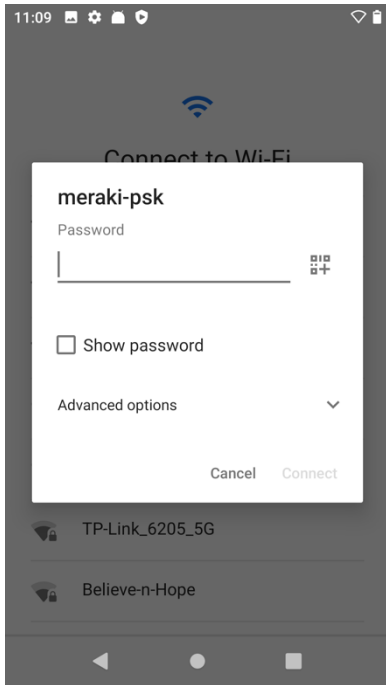 11:09
Connect to Wi-Fi
meraki-psk
Password
Show password
Advanced options
Cancel Connect
TP-Link_6205_5G
Believe-n-Hope